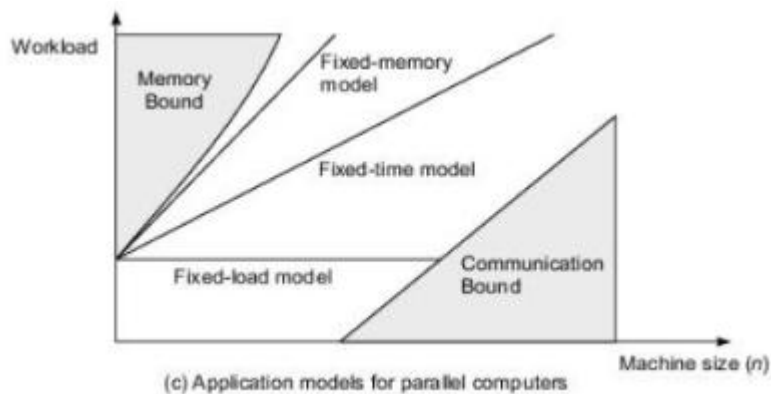 Workload
Memory
Bound
Fixed-memory
model
Fixed-time model
Fixed-load model
Communication
Bound
Machine size (n)
(c) Application models for parallel computers